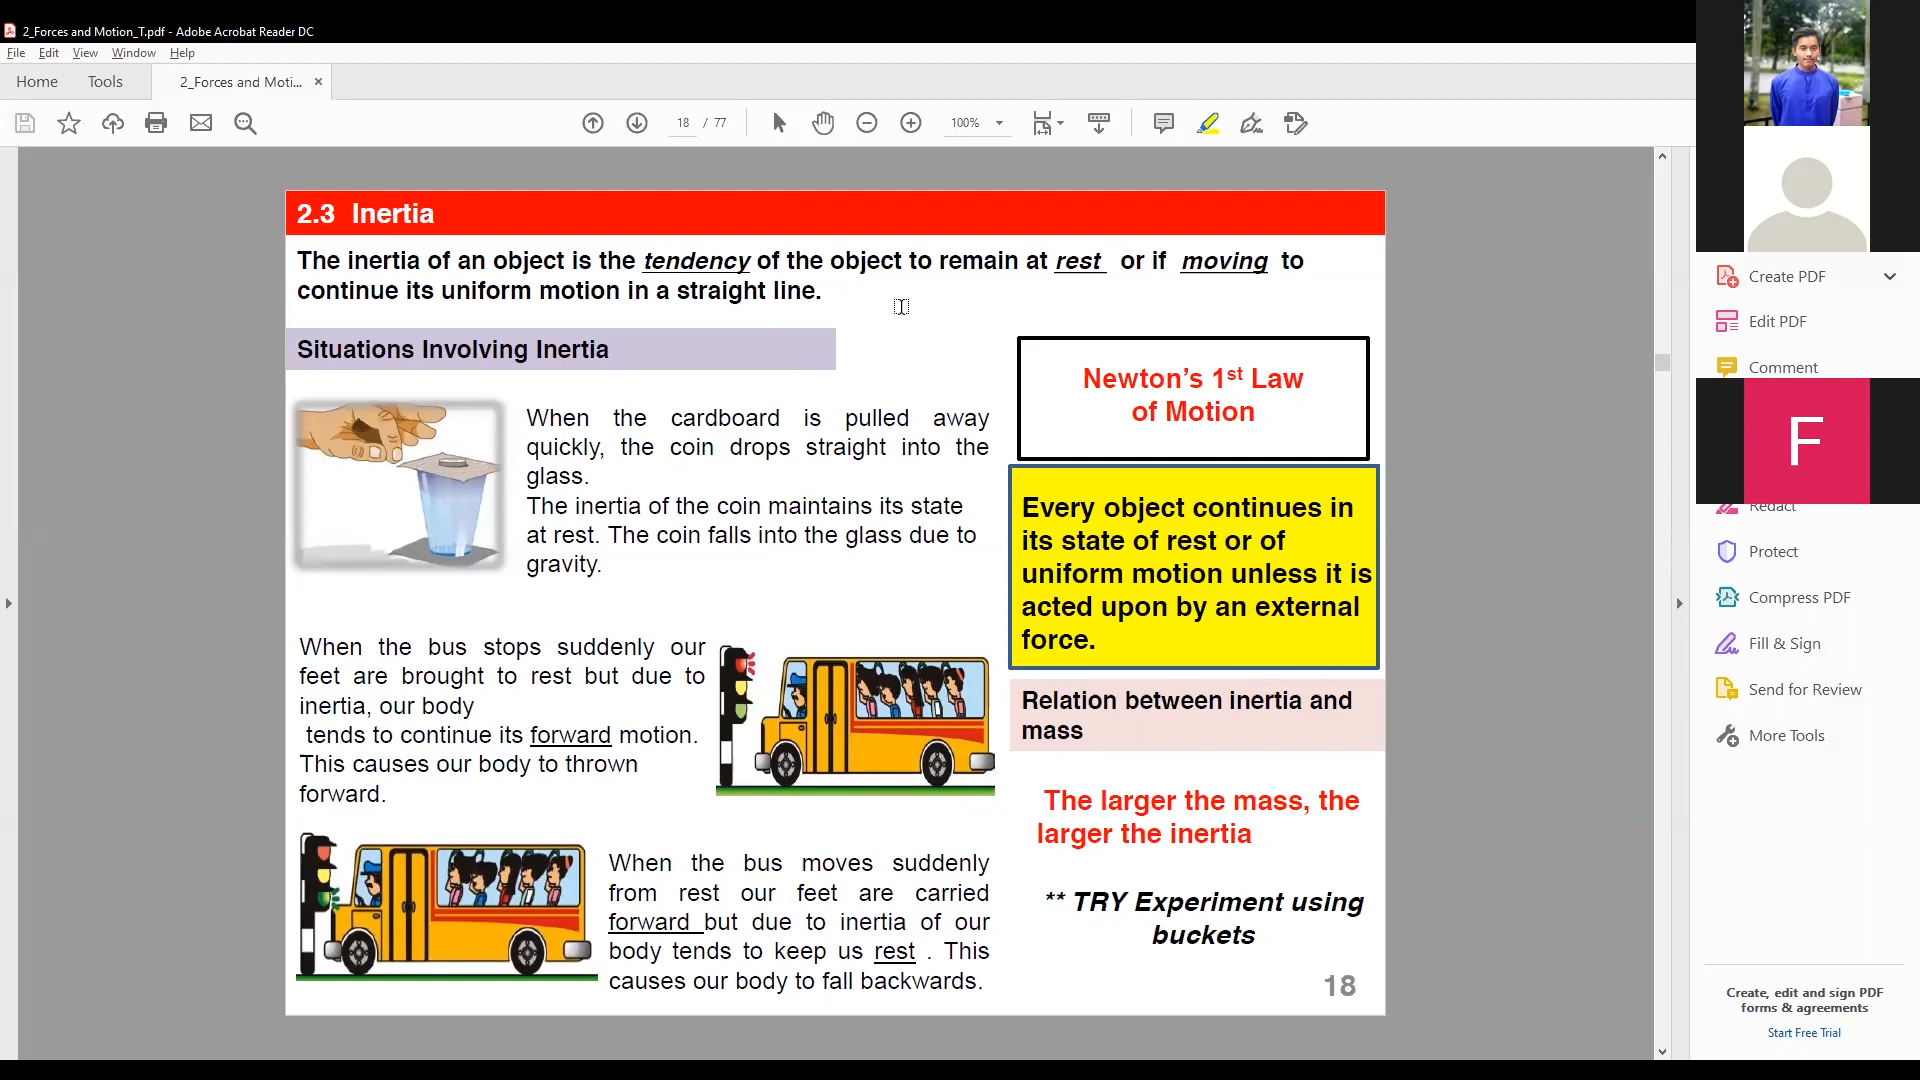 2_Forces and Motion_T.pdf - Adobe Acrobat Reader DC
File Edit View Window Help
Home Tools 2_Forces and Moti... ×
18 / 77 100%
2.3 Inertia
The inertia of an object is the tendency of the object to remain at rest or if moving to
continue its uniform motion in a straight line.
Situations Involving Inertia
When the cardboard is pulled away
quickly, the coin drops straight into the
glass.
The inertia of the coin maintains its state
at rest. The coin falls into the glass due to
gravity.
When the bus stops suddenly our
feet are brought to rest but due to
inertia, our body
tends to continue its forward motion.
This causes our body to thrown
forward.
When the bus moves suddenly
from rest our feet are carried
forward but due to inertia of our
body tends to keep us rest . This
causes our body to fall backwards.
Newton's 1st Law
of Motion
Every object continues in
its state of rest or of
uniform motion unless it is
acted upon by an external
force.
Relation between inertia and
mass
The larger the mass, the
larger the inertia
** TRY Experiment using
buckets
18
Create PDF
Edit PDF
Comment
F
Redact
Protect
Compress PDF
Fill & Sign
Send for Review
More Tools
Create, edit and sign PDF
forms & agreements
Start Free Trial